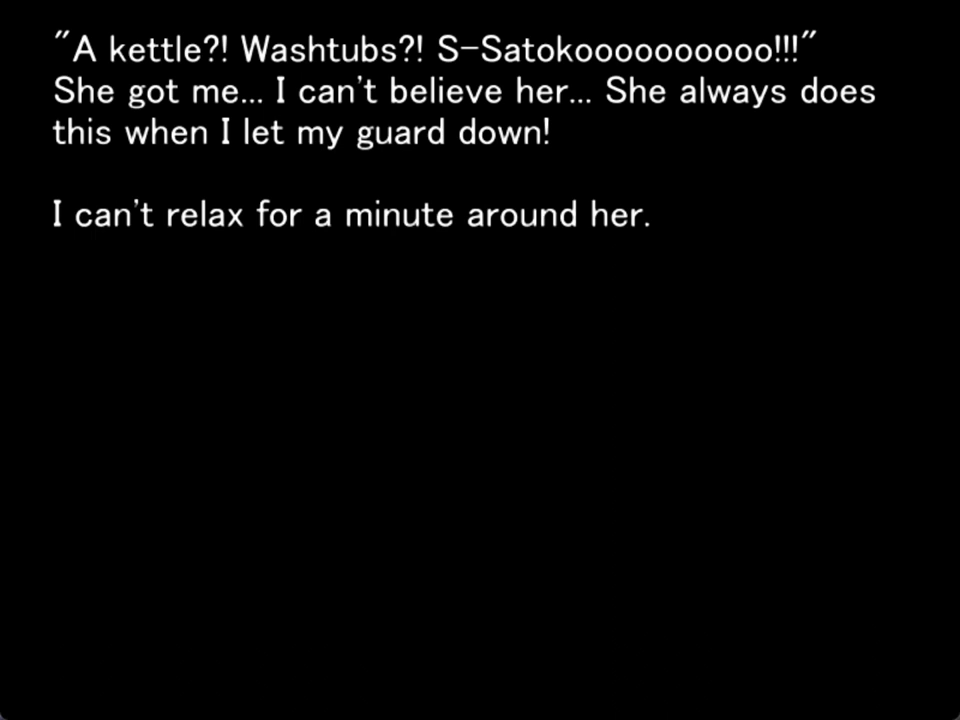 "A kettle?! Washtubs?! S-Satokoooooooooo!!!"
She got me... I can't believe her... She always does
this when I let my guard down!
I can't relax for a minute around her.